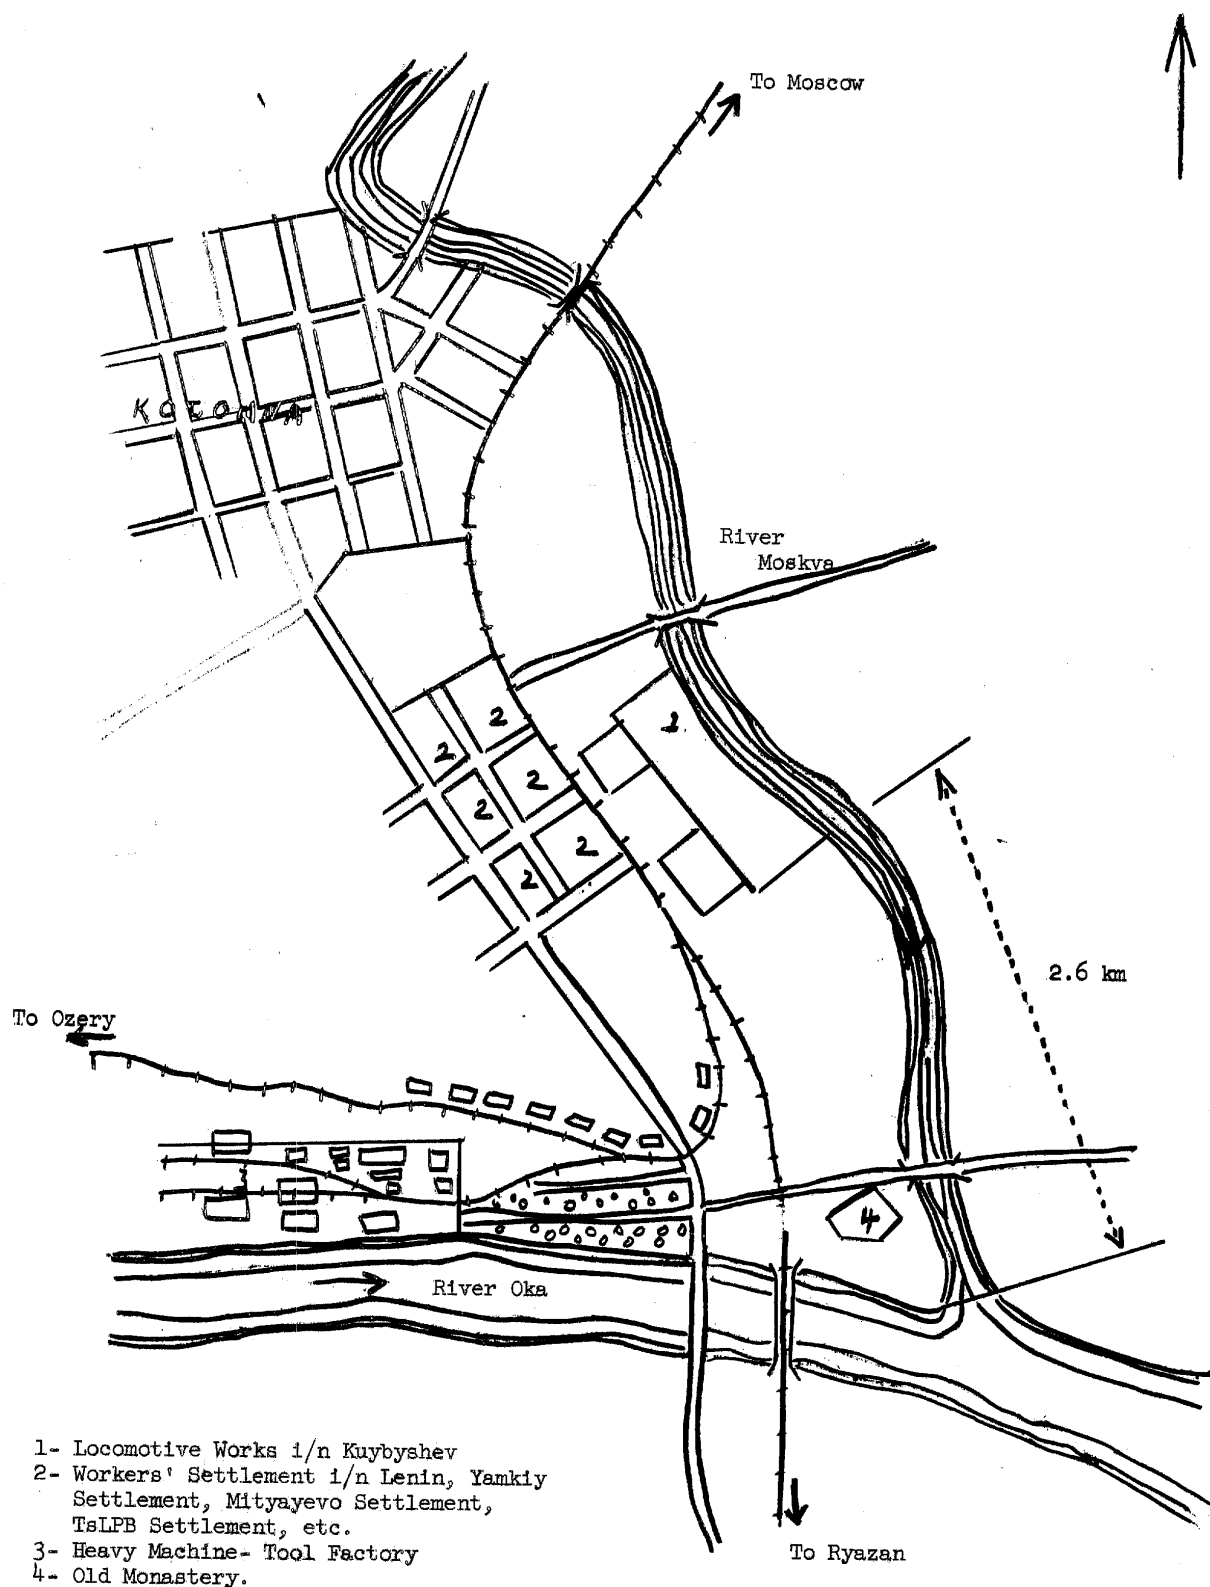 To Moscow
KOLOMNA
River
Moskva
1
2
2
2
2
2
2
2.6 km
To Ozery
3
4
River Oka
1- Locomotive Works i/n Kuybyshev
2- Workers' Settlement i/n Lenin, Yamkiy
Settlement, Mityayevo Settlement,
TsLPB Settlement, etc.
3- Heavy Machine- Tool Factory
4- Old Monastery.
To Ryazan